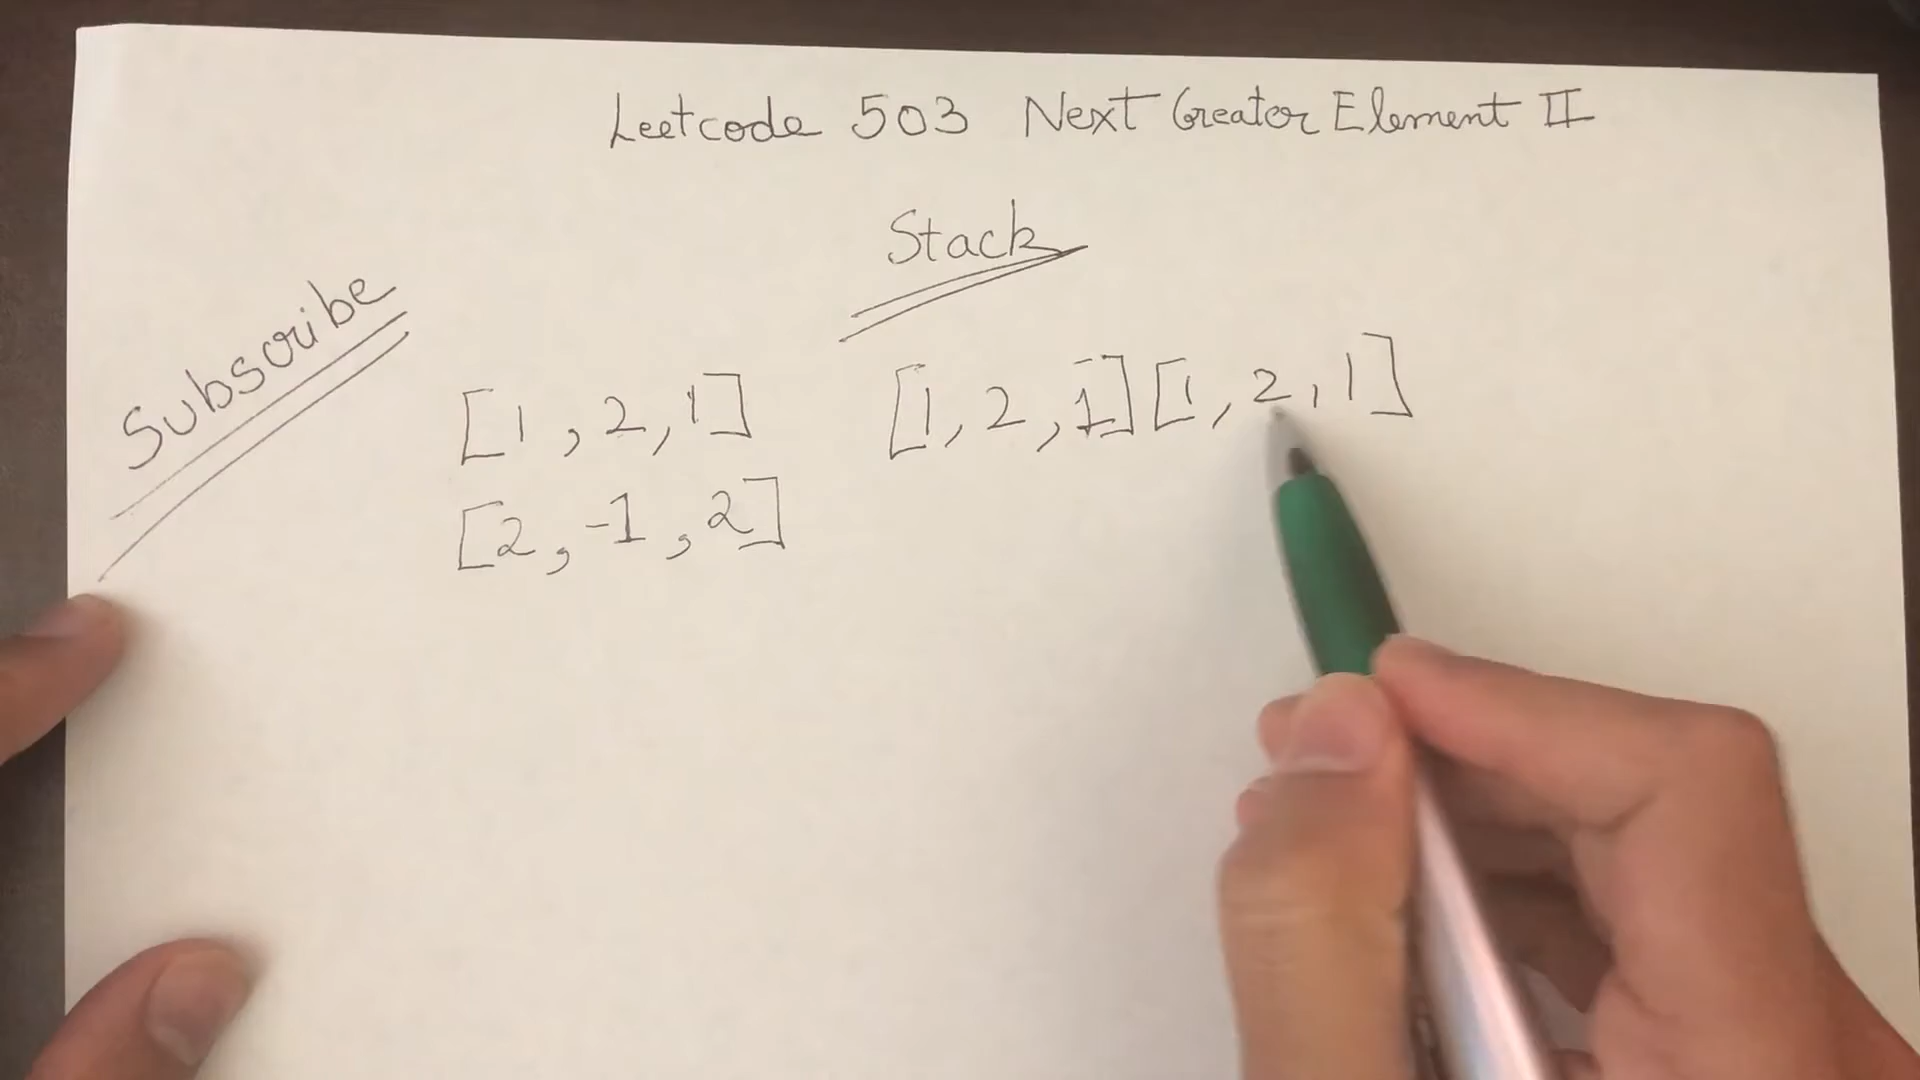 Leetcode 503 Next Greator Element II
Stack
Subscribe
[1, 2, 1] [1, 2, 1][1, 2, 1]
[2, -1, 2]